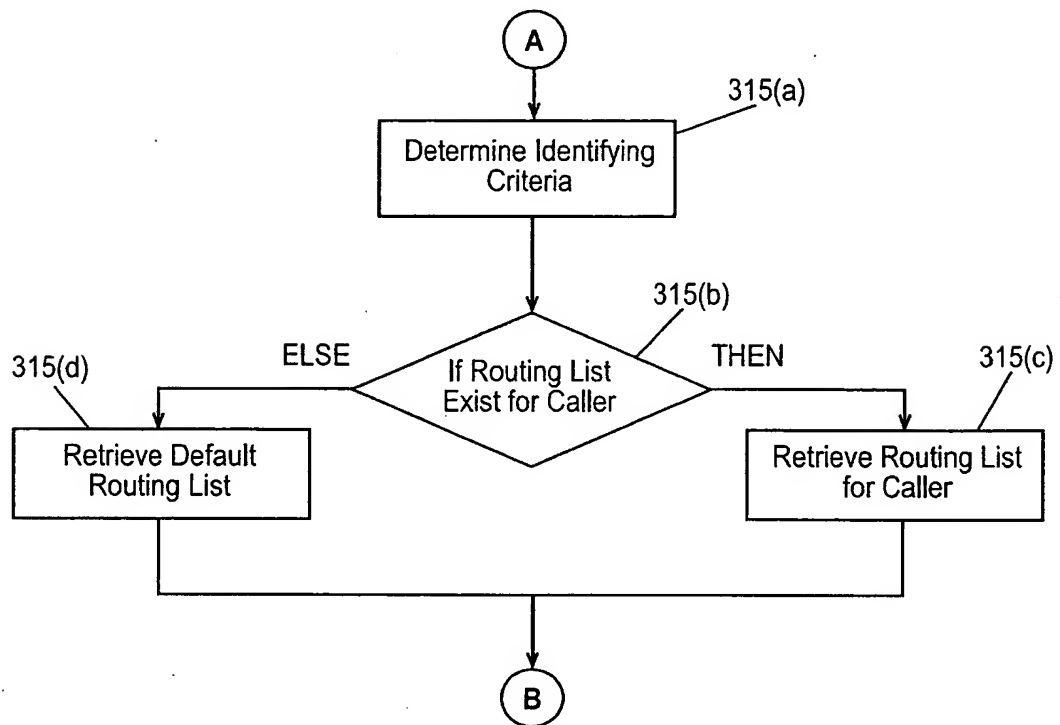 A
315(a)
Determine Identifying
Criteria
315(b)
ELSE
If Routing List
Exist for Caller
THEN
315(d)
315(c)
Retrieve Default
Routing List
Retrieve Routing List
for Caller
B